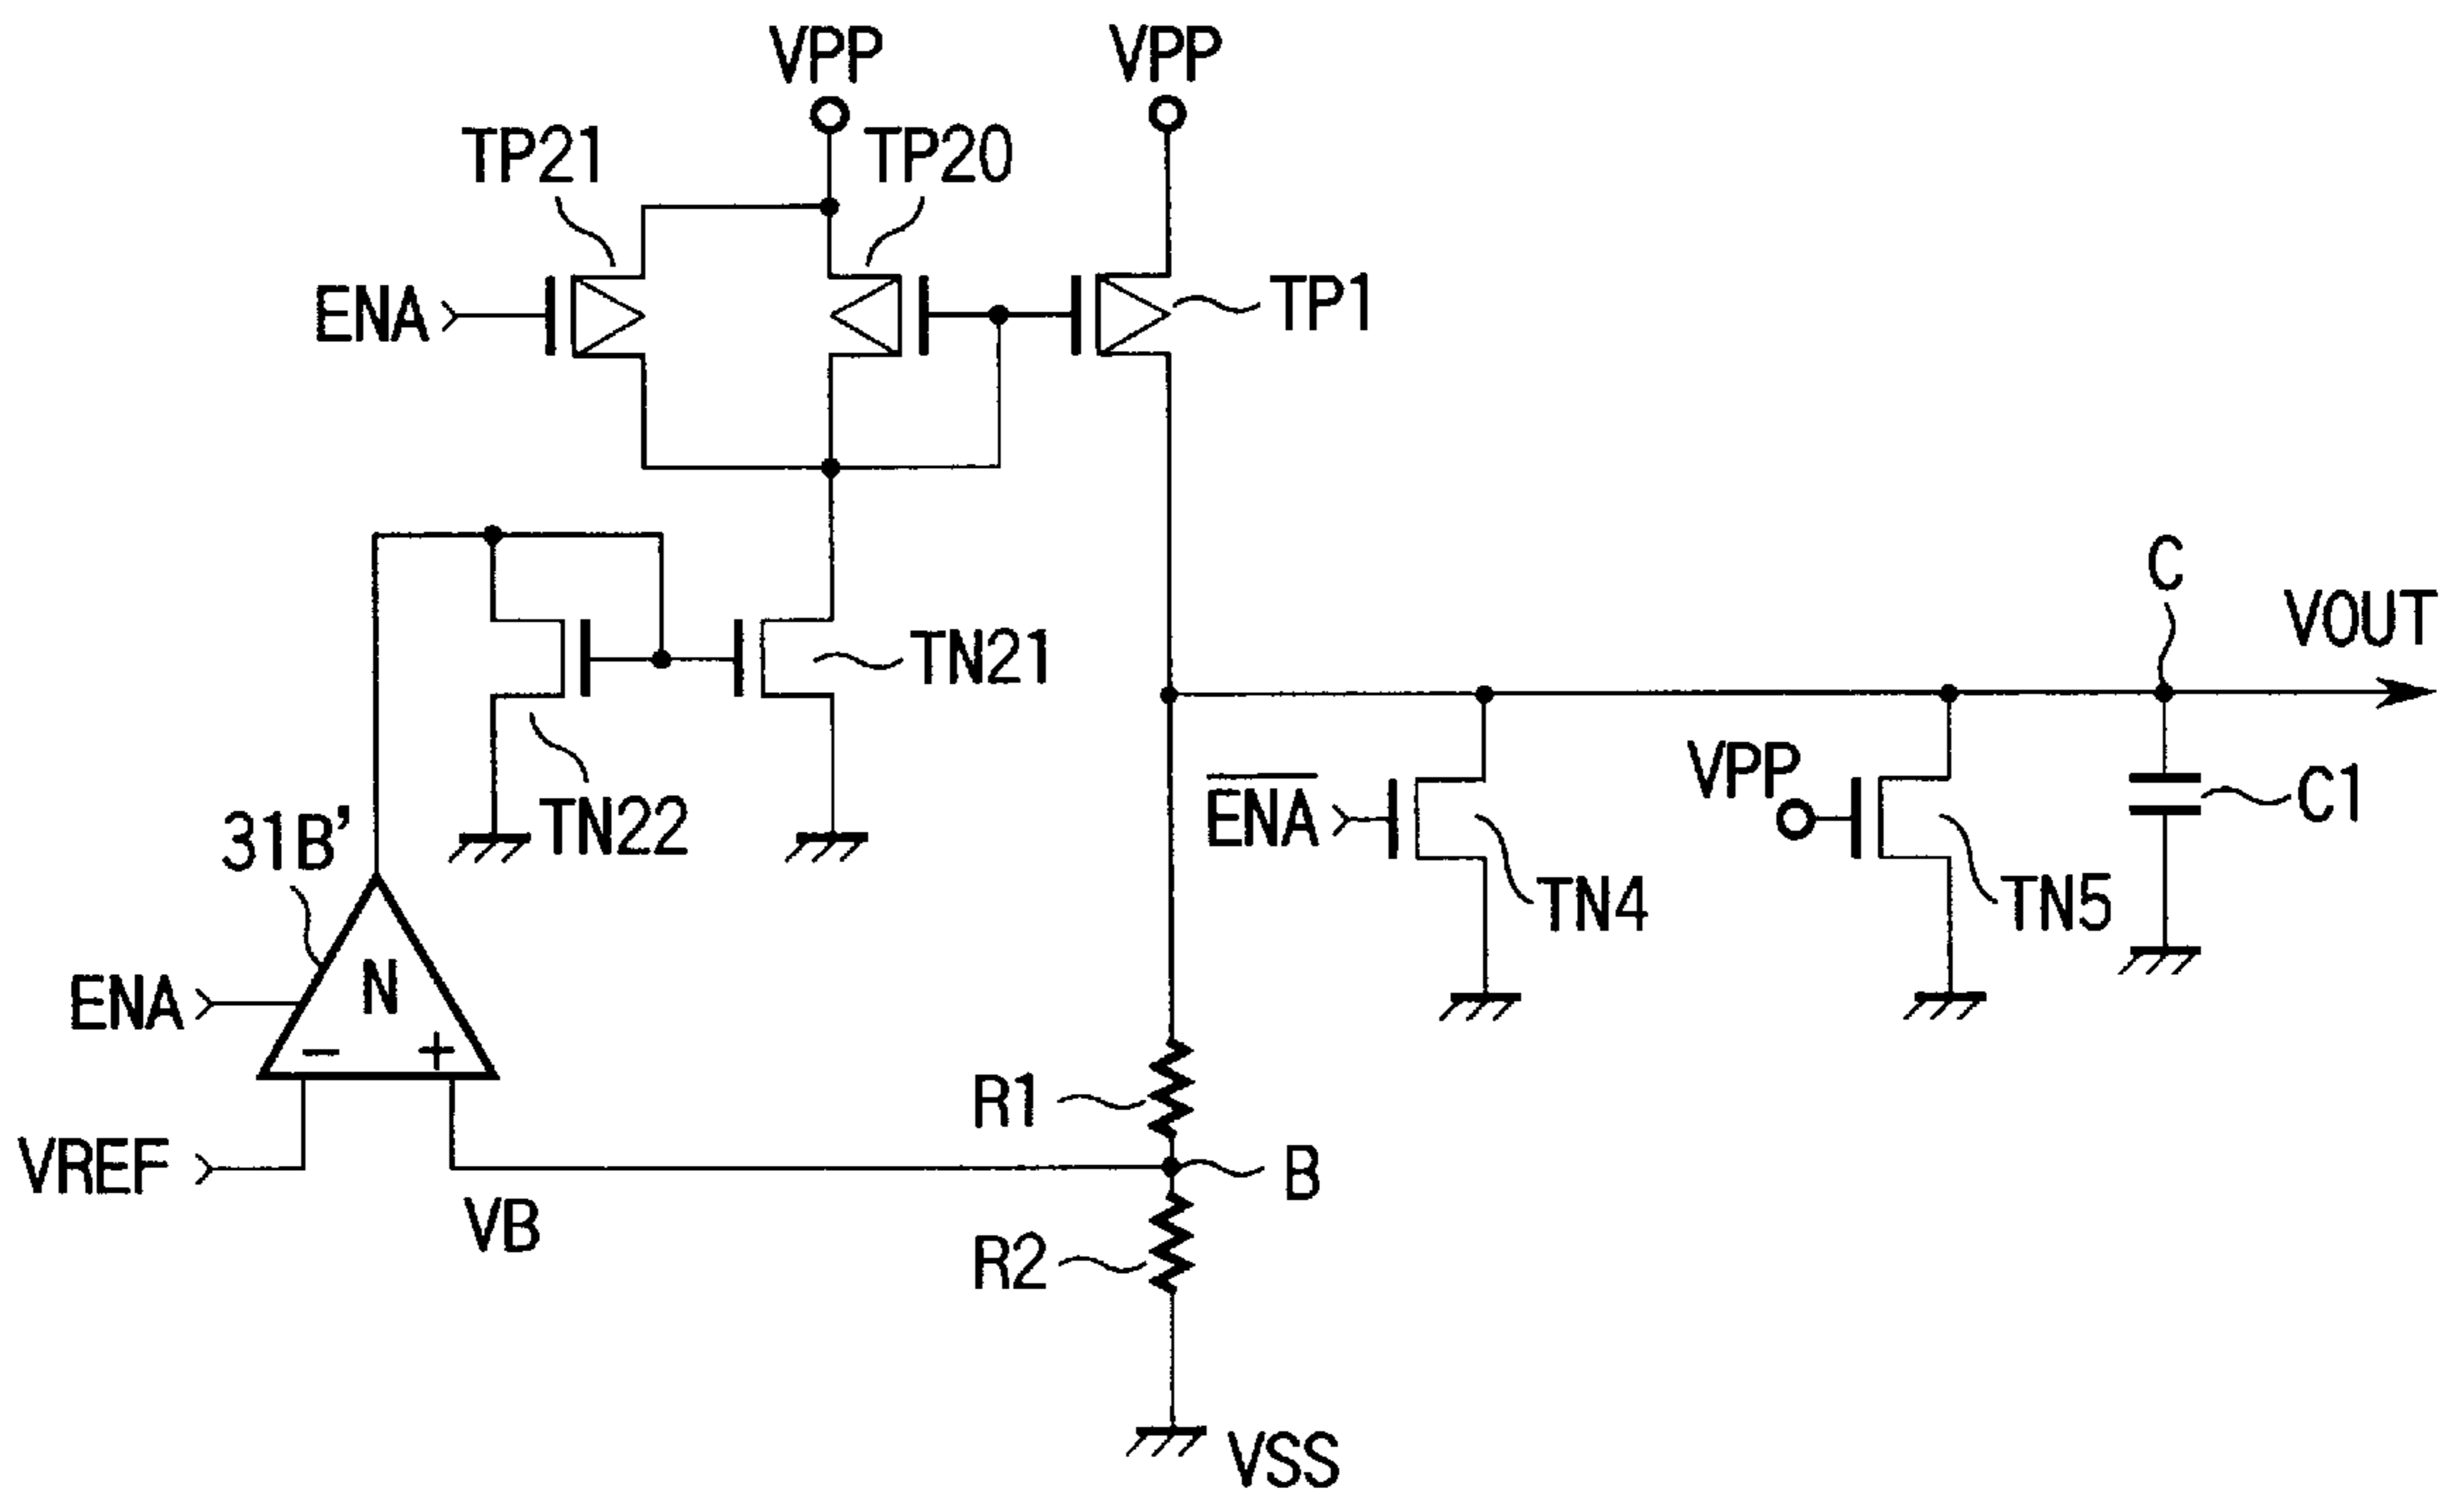 VPP
VPP
TP21
TP20
ENA
TP1
C
VOUT
TN21
VPP
C1
31B'
TN22
ENA
TN4
TN5
ENA
N
− +
R1
VREF
B
VB
R2
VSS